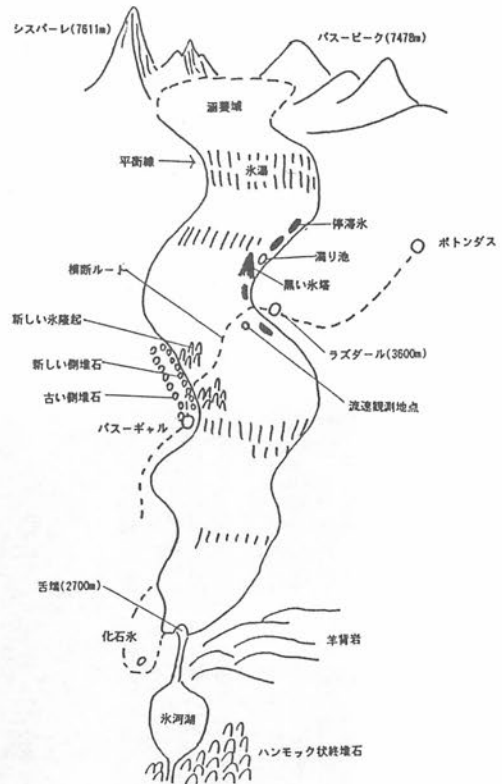 シスパーレ(7611m)
パスーピーク(7478m)
涵養域
平衡線
氷瀑
停滞氷
ボトンダス
濁り池
横断ルート
黒い氷塔
新しい氷隆起
ラズダール(3600m)
新しい側堆石
古い側堆石
流速観測地点
パスーギャル
舌端(2700m)
化石氷
羊背岩
氷河湖
ハンモック状終堆石